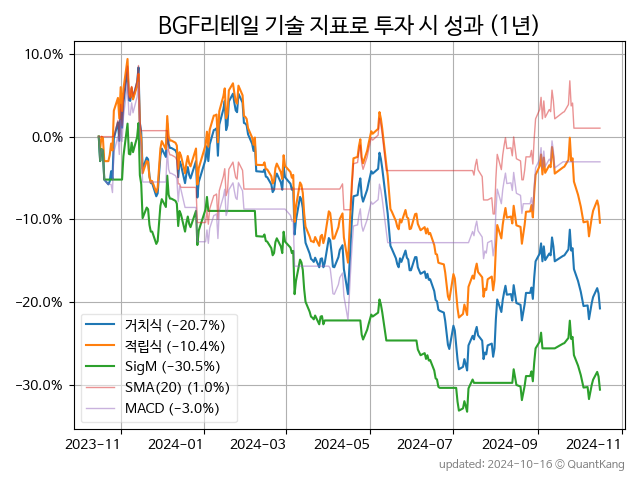 BGF리테일 기술 지표로 투자 시 성과 (1년)
10.0%
0.0%
−10.0%
−20.0%
−30.0%
거치식 (−20.7%)
적립식 (−10.4%)
SigM (−30.5%)
SMA(20) (1.0%)
MACD (−3.0%)
2023−11 2024−01 2024−03 2024−05 2024−07 2024−09 2024−11
updated: 2024−10−16 © QuantKang